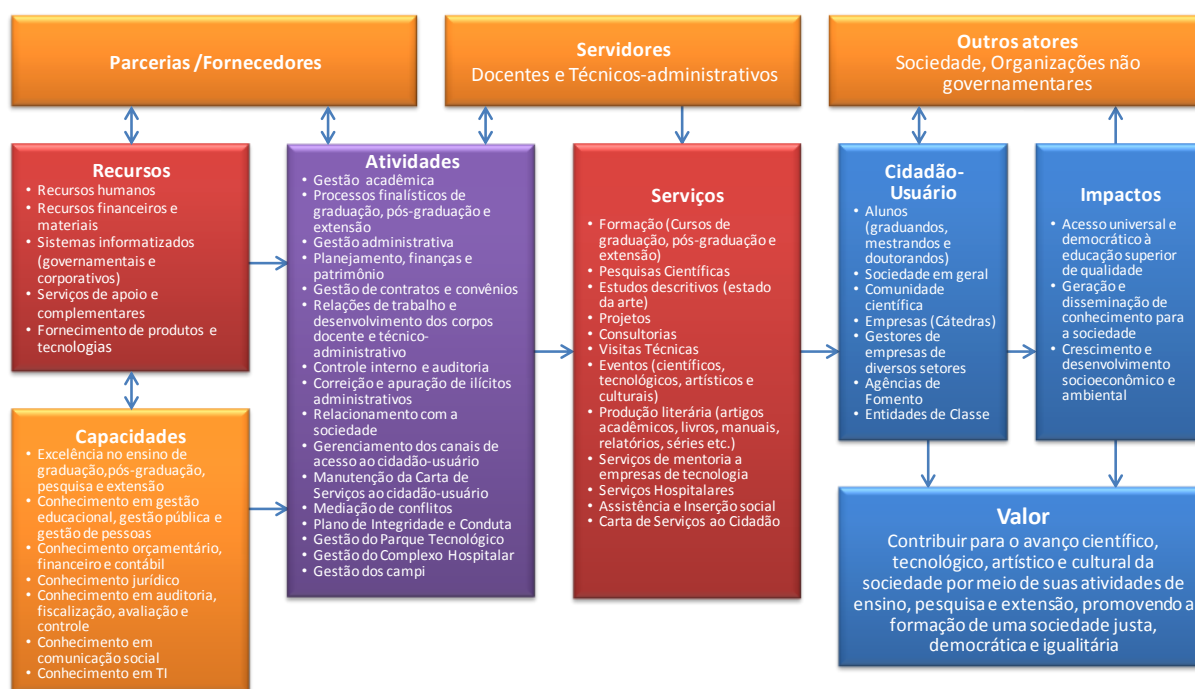 Parcerias /Fornecedores
Servidores
Docentes e Técnicos-administrativos
Outros atores
Sociedade, Organizações não
governamentares
Recursos
• Recursos humanos
• Recursos financeiros e
materiais
• Sistemas informatizados
(governamentais e
corporativos)
• Serviços de apoio e
complementares
• Fornecimento de produtos e
tecnologias
Capacidades
• Excelência no ensino de
graduação,pós-graduação,
pesquisa e extensão
• Conhecimento em gestão
educacional, gestão pública e
gestão de pessoas
• Conhecimento orçamentário,
financeiro e contábil
• Conhecimento jurídico
• Conhecimento em auditoria,
fiscalização, avaliação e
controle
• Conhecimento em
comunicação social
• Conhecimento em TI
Atividades
• Gestão acadêmica
• Processos finalísticos de
graduação, pós-graduação e
extensão
• Gestão administrativa
• Planejamento, finanças e
patrimônio
• Gestão de contratos e convênios
• Relações de trabalho e
desenvolvimento dos corpos
docente e técnico-
administrativo
• Controle interno e auditoria
• Correição e apuração de ilícitos
administrativos
• Relacionamento com a
sociedade
• Gerenciamento dos canais de
acesso ao cidadão-usuário
• Manutenção da Carta de
Serviços ao cidadão-usuário
• Mediação de conflitos
• Plano de Integridade e Conduta
• Gestão do Parque Tecnológico
• Gestão do Complexo Hospitalar
• Gestão dos campi
Serviços
• Formação (Cursos de
graduação, pós-graduação e
extensão)
• Pesquisas Científicas
• Estudos descritivos (estado
da arte)
• Projetos
• Consultorias
• Visitas Técnicas
• Eventos (científicos,
tecnológicos, artísticos e
culturais)
• Produção literária (artigos
acadêmicos, livros, manuais,
relatórios, séries etc.)
• Serviços de mentoria a
empresas de tecnologia
• Serviços Hospitalares
• Assistência e Inserção social
• Carta de Serviços ao Cidadão
Cidadão-
Usuário
• Alunos
(graduandos,
mestrandos e
doutorandos)
• Sociedade em geral
• Comunidade
científica
• Empresas (Cátedras)
• Gestores de
empresas de
diversos setores
• Agências de
Fomento
• Entidades de Classe
Impactos
• Acesso universal e
democrático à
educação superior de
qualidade
• Geração e
disseminação de
conhecimento para
a sociedade
• Crescimento e
desenvolvimento
socioeconômico e
ambiental
Valor
Contribuir para o avanço científico,
tecnológico, artístico e cultural da
sociedade por meio de suas atividades de
ensino, pesquisa e extensão, promovendo a
formação de uma sociedade justa,
democrática e igualitária